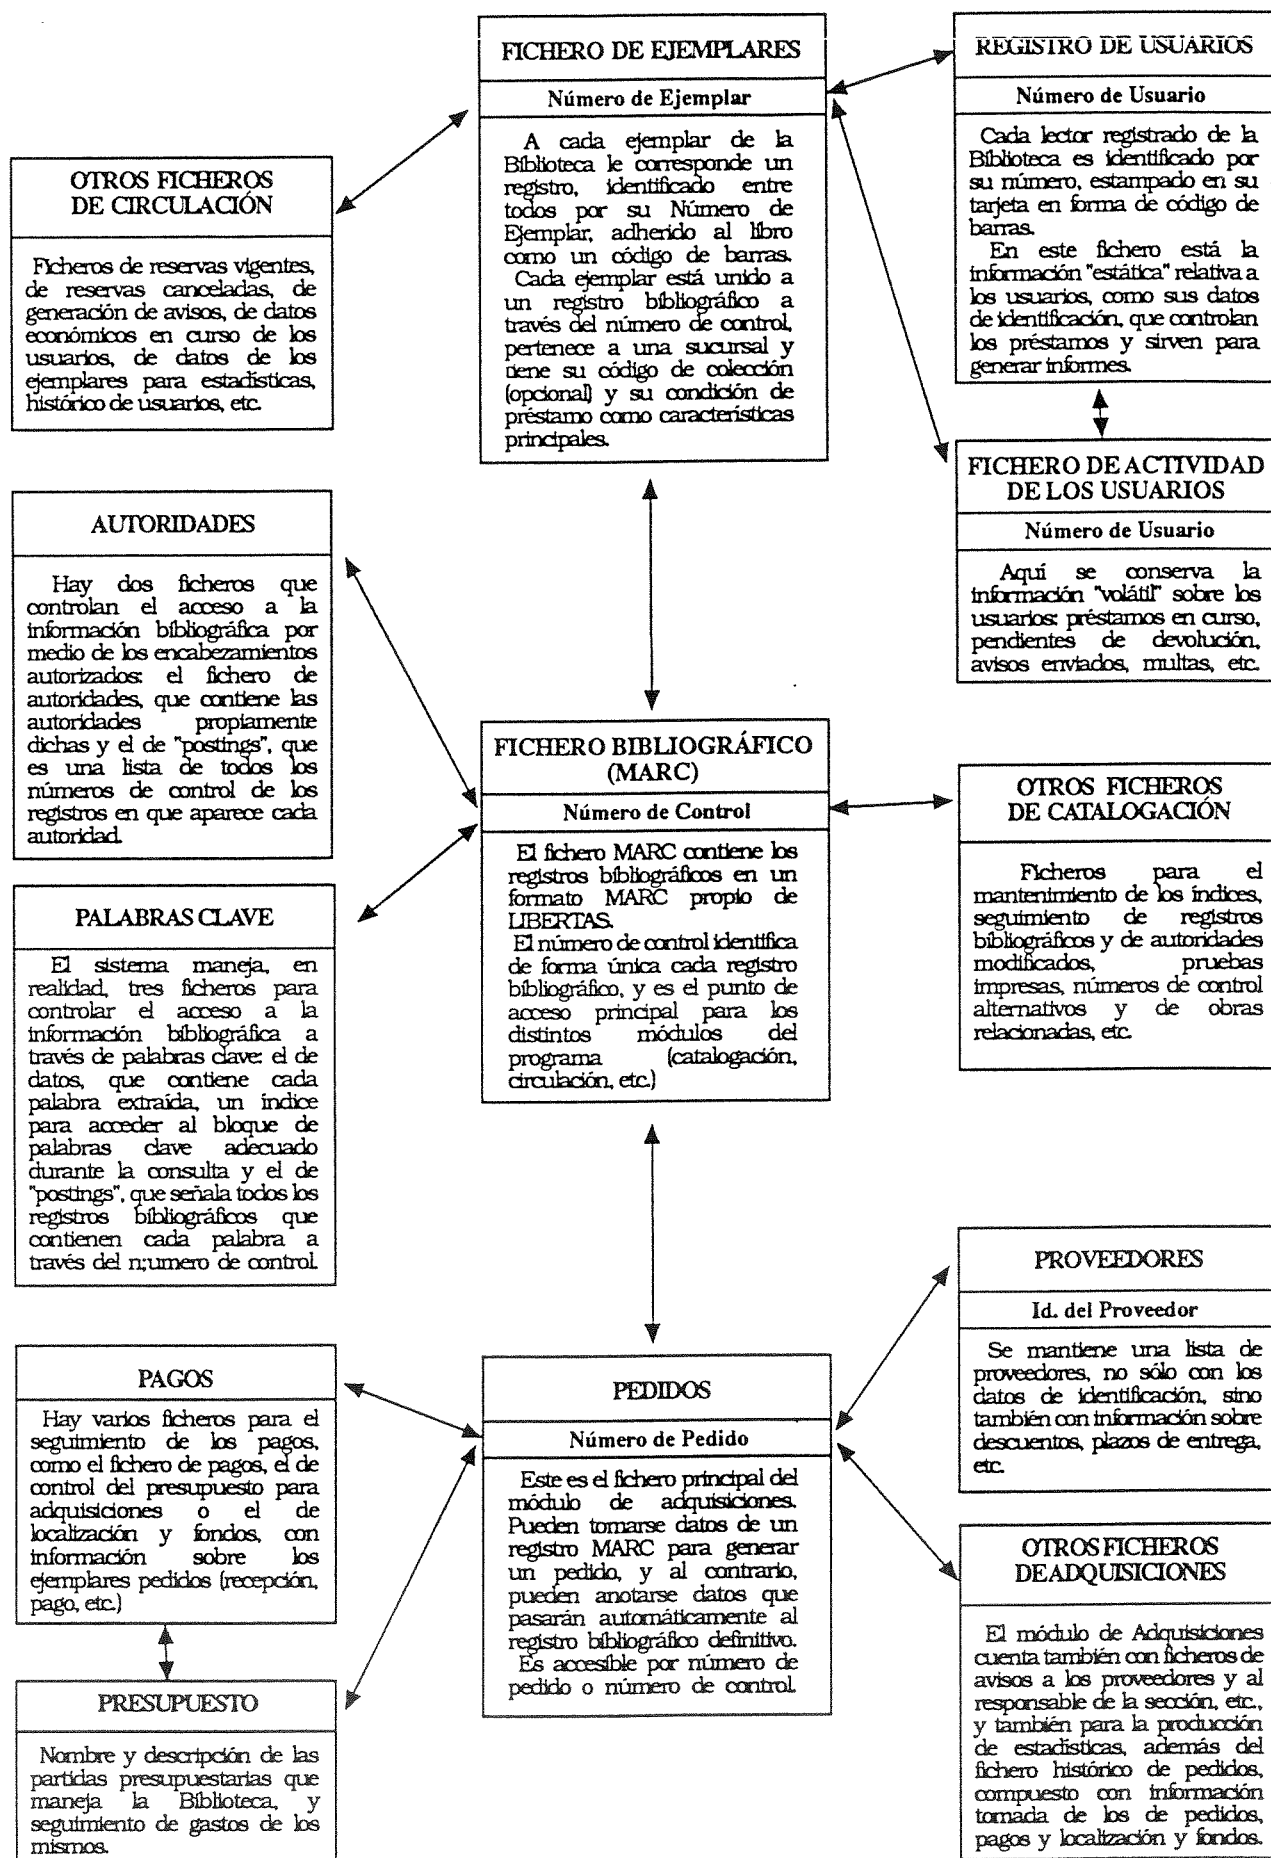 FICHERO DE EJEMPLARES
Número de Ejemplar
A cada ejemplar de la
Biblioteca le corresponde un
registro, identificado entre
todos por su Número de
Ejemplar, adherido al libro
como un código de barras.
Cada ejemplar está unido a
un registro bibliográfico a
través del número de control,
pertenece a una sucursal y
tiene su código de colección
(opcional) y su condición de
préstamo como características
principales.
REGISTRO DE USUARIOS
Número de Usuario
Cada lector registrado de la
Biblioteca es identificado por
su número, estampado en su
tarjeta en forma de código de
barras.
En este fichero está la
información "estática" relativa a
los usuarios, como sus datos
de identificación, que controlan
los préstamos y sirven para
generar informes.
OTROS FICHEROS
DE CIRCULACIÓN
Ficheros de reservas vigentes,
de reservas canceladas, de
generación de avisos, de datos
económicos en curso de los
usuarios, de datos de los
ejemplares para estadísticas,
histórico de usuarios, etc.
FICHERO DE ACTIVIDAD
DE LOS USUARIOS
Número de Usuario
Aquí se conserva la
información "volátil" sobre los
usuarios: préstamos en curso,
pendientes de devolución,
avisos enviados, multas, etc.
AUTORIDADES
Hay dos ficheros que
controlan el acceso a la
información bibliográfica por
medio de los encabezamientos
autorizados: el fichero de
autoridades, que contiene las
autoridades propiamente
dichas y el de "postings", que
es una lista de todos los
números de control de los
registros en que aparece cada
autoridad.
FICHERO BIBLIOGRÁFICO
(MARC)
Número de Control
El fichero MARC contiene los
registros bibliográficos en un
formato MARC propio de
LIBERTAS.
El número de control identifica
de forma única cada registro
bibliográfico, y es el punto de
acceso principal para los
distintos módulos del
programa (catalogación,
circulación, etc.)
OTROS FICHEROS
DE CATALOGACIÓN
Ficheros para el
mantenimiento de los índices,
seguimiento de registros
bibliográficos y de autoridades
modificados, pruebas
impresas, números de control
alternativos y de obras
relacionadas, etc.
PALABRAS CLAVE
El sistema maneja, en
realidad, tres ficheros para
controlar el acceso a la
información bibliográfica a
través de palabras clave: el de
datos, que contiene cada
palabra extraída, un índice
para acceder al bloque de
palabras clave adecuado
durante la consulta y el de
"postings", que señala todos los
registros bibliográficos que
contienen cada palabra a
través del n;umero de control.
PROVEEDORES
Id. del Proveedor
Se mantiene una lista de
proveedores, no sólo con los
datos de identificación, sino
también con información sobre
descuentos, plazos de entrega,
etc.
PAGOS
Hay varios ficheros para el
seguimiento de los pagos,
como el fichero de pagos, el de
control del presupuesto para
adquisiciones o el de
localización y fondos, con
información sobre los
ejemplares pedidos (recepción,
pago, etc.)
PEDIDOS
Número de Pedido
Este es el fichero principal del
módulo de adquisiciones.
Pueden tomarse datos de un
registro MARC para generar
un pedido, y al contrario,
pueden anotarse datos que
pasarán automáticamente al
registro bibliográfico definitivo.
Es accesible por número de
pedido o número de control.
OTROS FICHEROS
DE ADQUISICIONES
El módulo de Adquisiciones
cuenta también con ficheros de
avisos a los proveedores y al
responsable de la sección, etc.,
y también para la producción
de estadísticas, además del
fichero histórico de pedidos,
compuesto con información
tomada de los de pedidos,
pagos y localización y fondos.
PRESUPUESTO
Nombre y descripción de las
partidas presupuestarias que
maneja la Biblioteca, y
seguimiento de gastos de los
mismos.